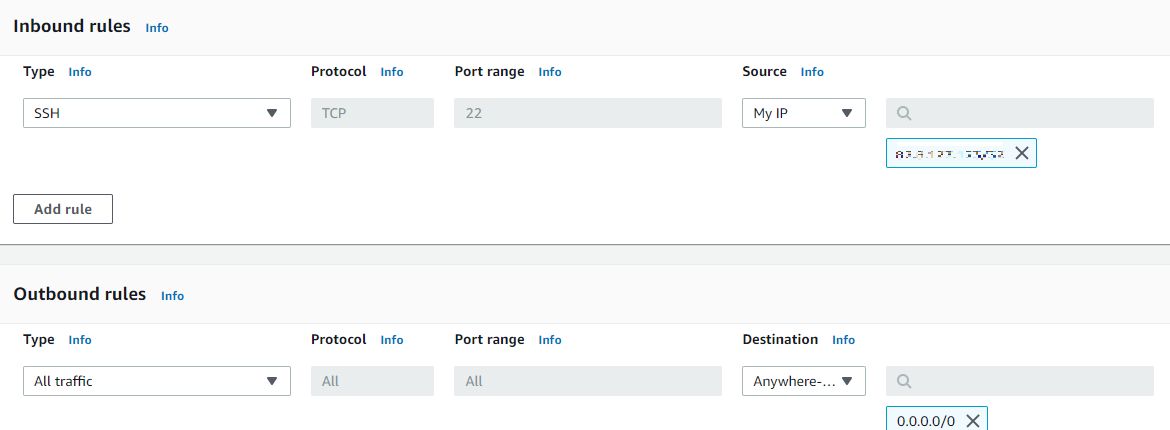 Inbound rules Info
Type Info Protocol Info Port range Info Source Info
SSH TCP 22 My IP
Add rule
Outbound rules Info
Type Info Protocol Info Port range Info Destination Info
All traffic All All Anywhere-...
0.0.0.0/0